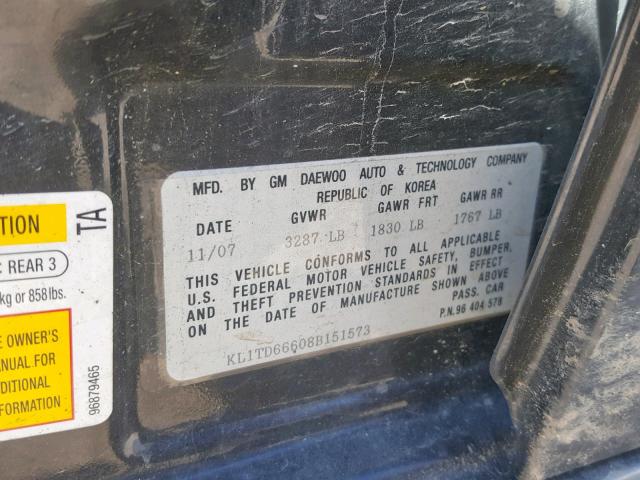 MFD. BY GM DAEWOO AUTO & TECHNOLOGY COMPANY
REPUBLIC OF KOREA
DATE GVWR GAWR FRT GAWR RR
11/07 3287 LB 1830 LB 1767 LB
THIS VEHICLE CONFORMS TO ALL APPLICABLE
U.S. FEDERAL MOTOR VEHICLE SAFETY, BUMPER,
AND THEFT PREVENTION STANDARDS IN EFFECT
ON THE DATE OF MANUFACTURE SHOWN ABOVE
PASS. CAR
P.N.96 404 578
KL1TD66608B151573
TION
TA
REAR 3
kg or 858 lbs.
E OWNER'S
ANUAL FOR
DITIONAL
FORMATION
96879465